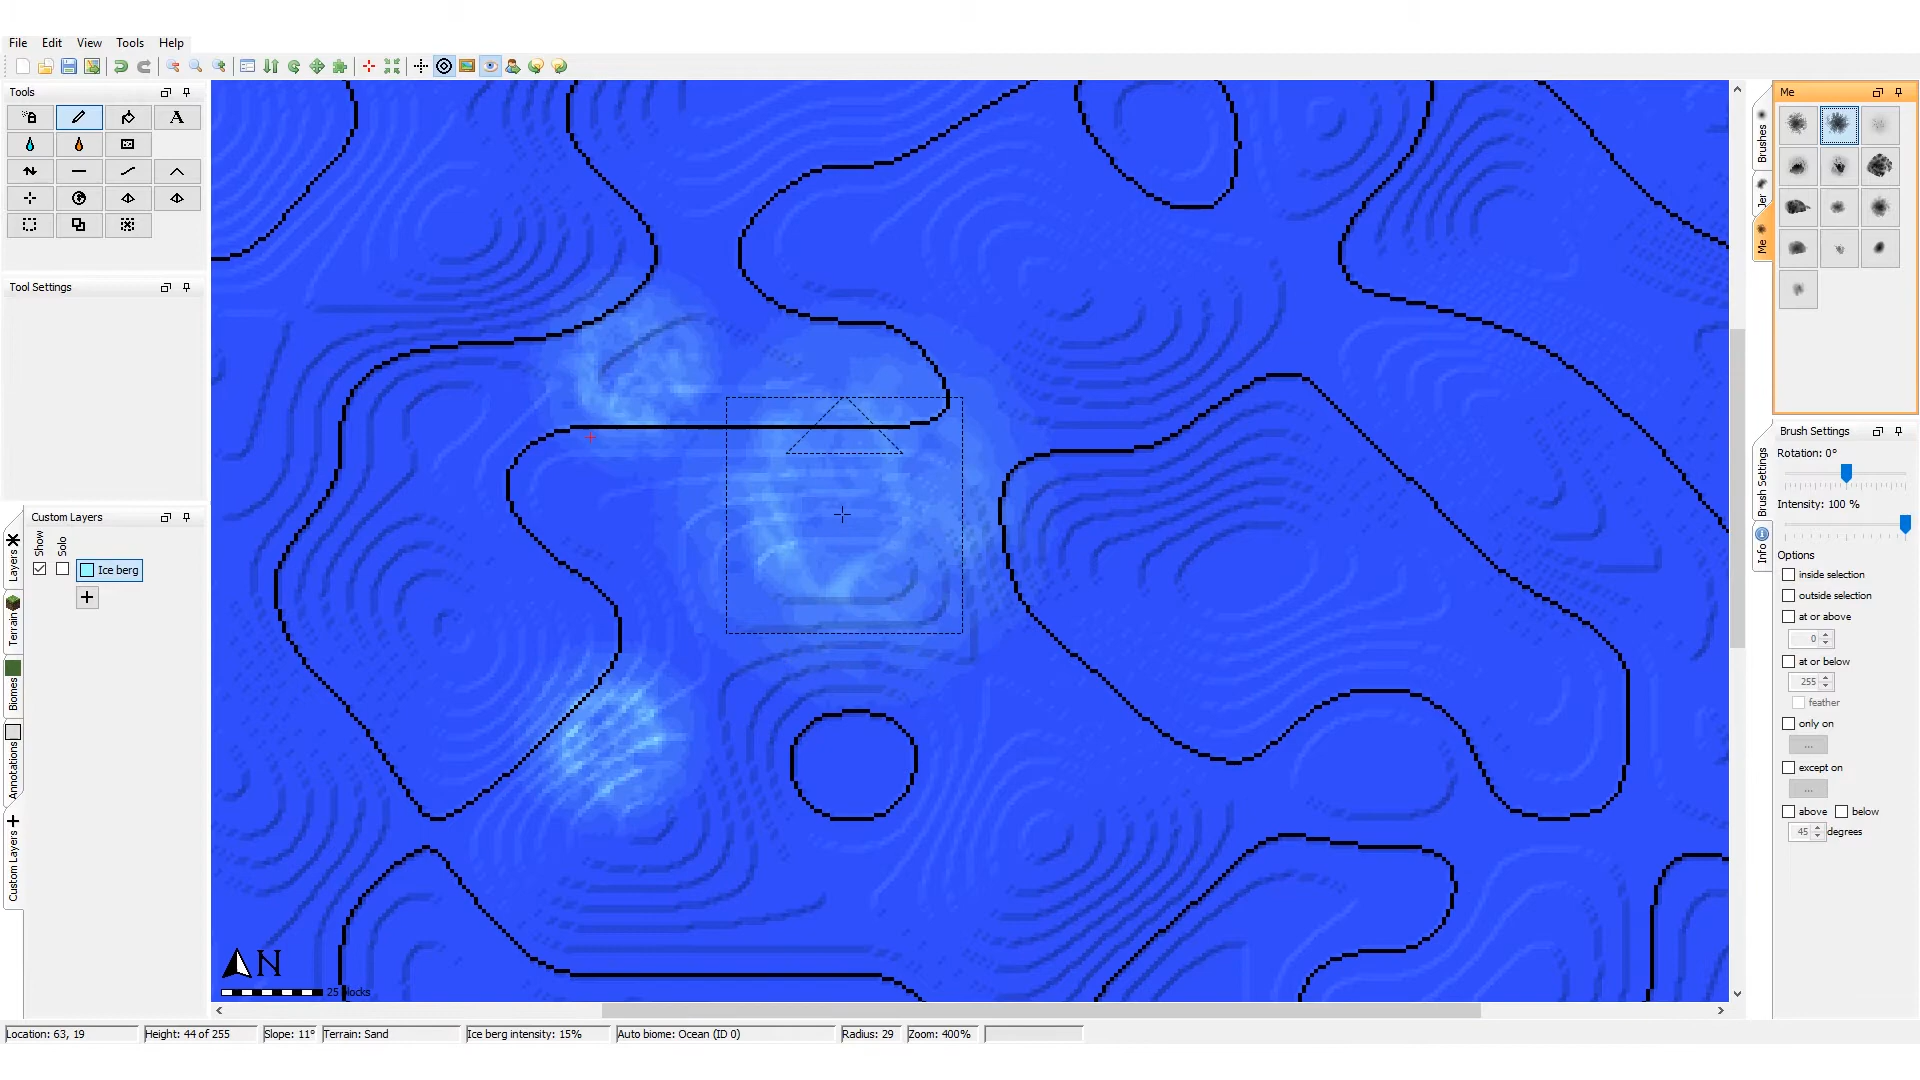 File Edit View Tools Help
Tools
A
Tool Settings
Custom Layers
Show
Solo
Ice berg
Layers
Terrain
Biomes
Annotations
Custom Layers
N
25 blocks
Brushes
Jer
Me
Me
Brush Settings
Info
Brush Settings
Rotation: 0°
Intensity: 100 %
Options
inside selection
outside selection
at or above
0
at or below
255
feather
only on
...
except on
...
above below
45 degrees
Location: 63, 19 Height: 44 of 255 Slope: 11° Terrain: Sand Ice berg intensity: 15% Auto biome: Ocean (ID 0) Radius: 29 Zoom: 400%